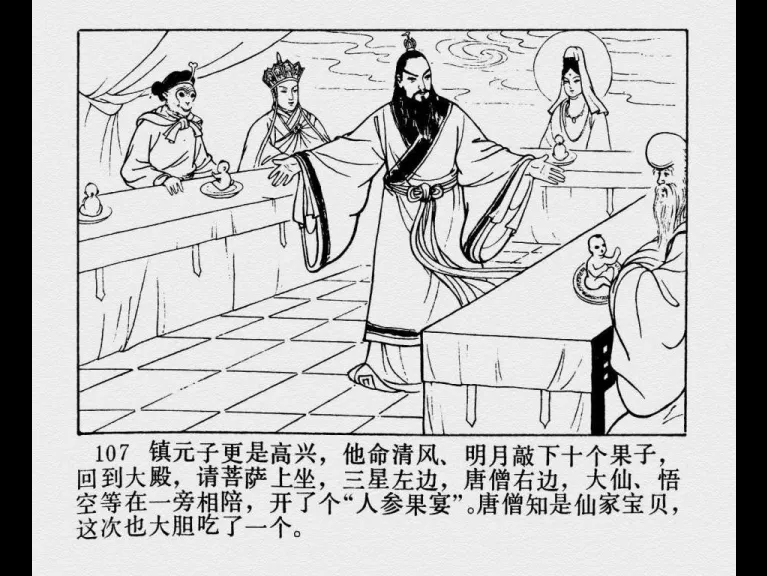 107 镇元子更是高兴，他命清风、明月敲下十个果子，
回到大殿，请菩萨上坐，三星左边，唐僧右边，大仙、悟
空等在一旁相陪，开了个“人参果宴”。唐僧知是仙家宝贝，
这次也大胆吃了一个。